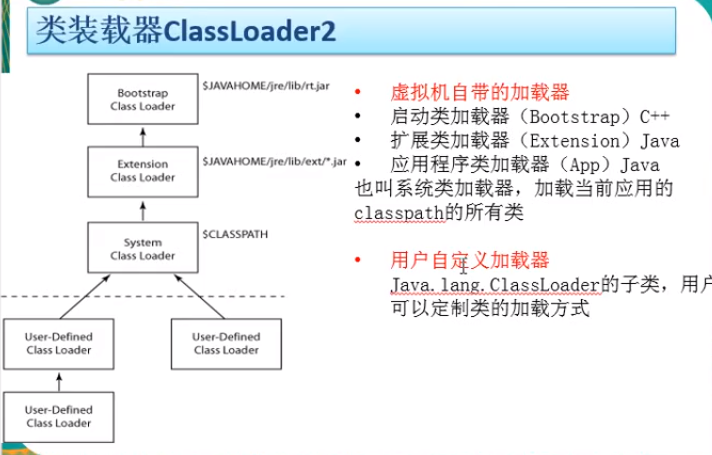 类装载器ClassLoader2
Bootstrap
Class Loader
$JAVAHOME/jre/lib/rt.jar
Extension
Class Loader
$JAVAHOME/jre/lib/ext/*.jar
System
Class Loader
$CLASSPATH
User-Defined
Class Loader
User-Defined
Class Loader
User-Defined
Class Loader
• 虚拟机自带的加载器
• 启动类加载器（Bootstrap）C++
• 扩展类加载器（Extension）Java
• 应用程序类加载器（App）Java
也叫系统类加载器，加载当前应用的
classpath的所有类
• 用户自定义加载器
Java.lang.ClassLoader的子类，用户
可以定制类的加载方式